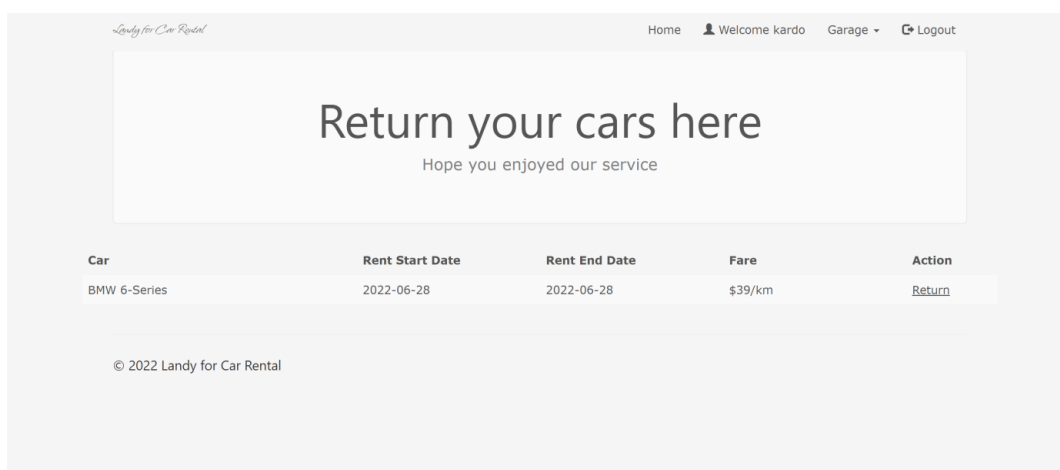 Landy for Car Rental Home Welcome kardo Garage Logout
Return your cars here
Hope you enjoyed our service
Car Rent Start Date Rent End Date Fare Action
BMW 6-Series 2022-06-28 2022-06-28 $39/km Return
© 2022 Landy for Car Rental